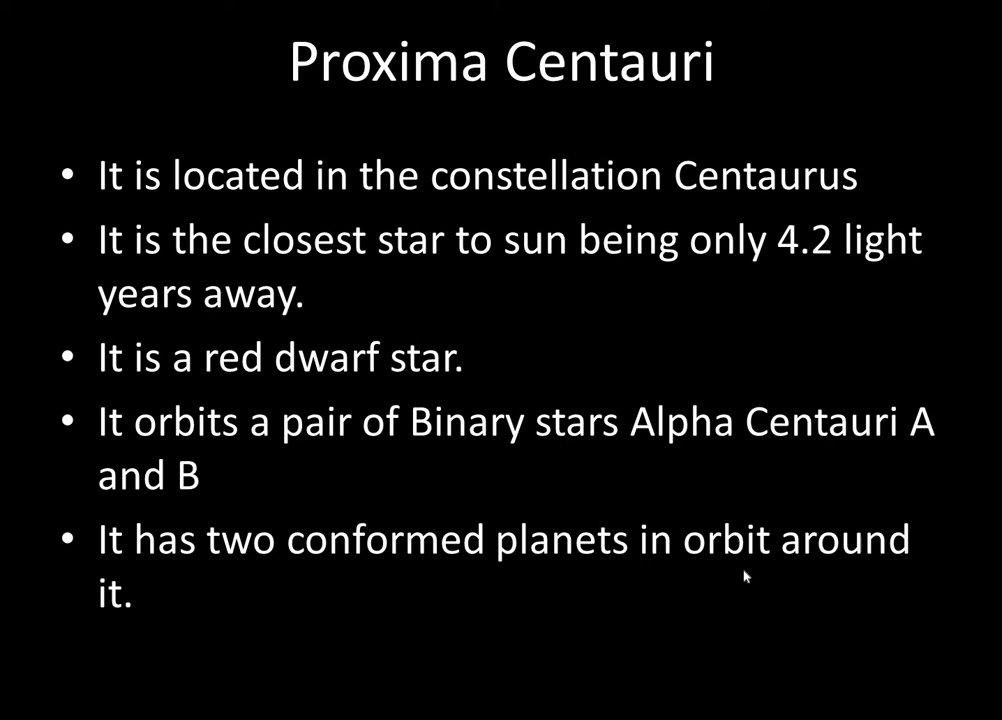 Proxima Centauri
• It is located in the constellation Centaurus
• It is the closest star to sun being only 4.2 light
years away.
• It is a red dwarf star.
• It orbits a pair of Binary stars Alpha Centauri A
and B
• It has two conformed planets in orbit around
it.